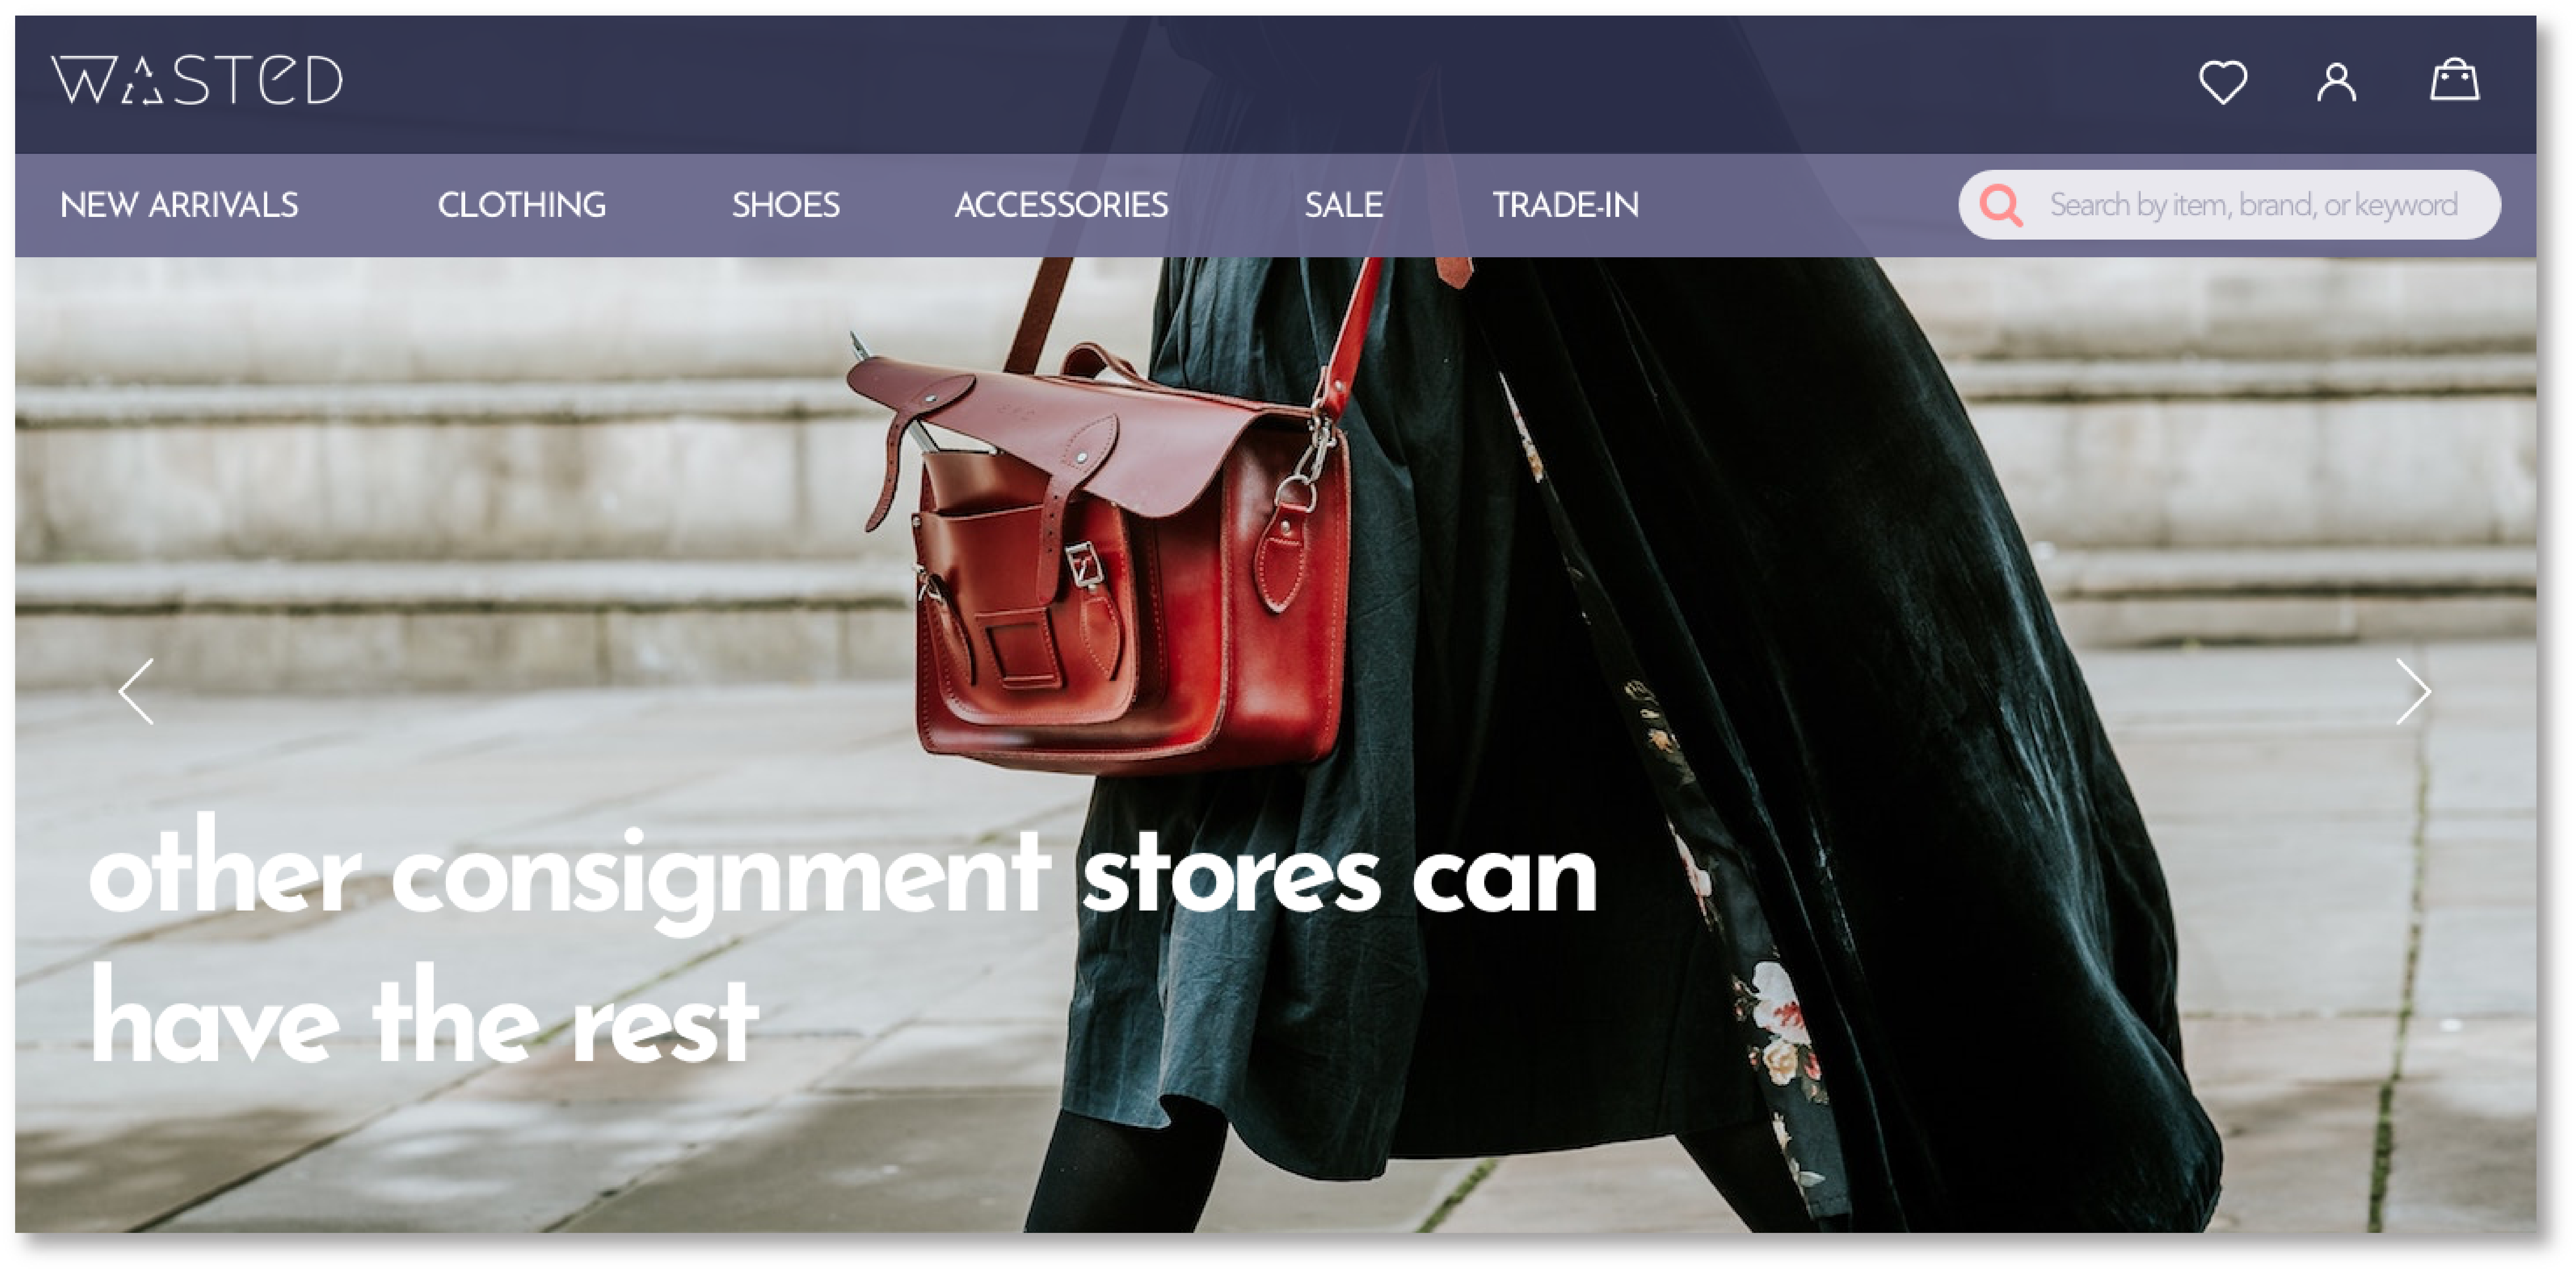 WASTeD
NEW ARRIVALS CLOTHING SHOES ACCESSORIES SALE TRADE-IN Search by item, brand, or keyword
other consignment stores can
have the rest